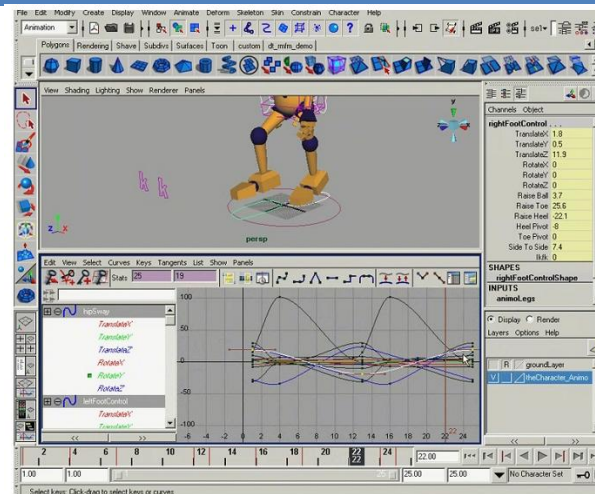 File Edit Modify Create Display Window Animate Deform Skeleton Skin Constrain Character Help
Animation
sel
Polygons Rendering Shave Subdivs Surfaces Toon custom dt_mfm_demo
View Shading Lighting Show Renderer Panels
Channels Object
rightFootControl . . .
TranslateX 1.8
TranslateY 0.5
TranslateZ 11.9
RotateX 0
RotateY 0
RotateZ 0
Raise Ball 3.7
Raise Toe 25.6
Raise Heel -22.1
Heel Pivot -8
Toe Pivot 0
Side To Side 7.4
Ikfk 0
SHAPES
rightFootControlShape
INPUTS
animoLegs
y
z x
persp
k k
Edit View Select Curves Keys Tangents List Show Panels
Stats 25 19
hipSway
TranslateX
TranslateY
TranslateZ
RotateX
RotateY
RotateZ
leftFootControl
TranslateX
TranslateY
100
50
0
-50
-100
-6 -4 -2 0 2 4 6 8 10 12 14 16 18 20 22 24
22
Display Render
Layers Options Help
R groundLayer
V theCharacter_Animo
<< >>
2 4 6 8 10 12 14 16 18 20 22 24
22
22.00
1.00 1.00 25 25.00 25.00 No Character Set
Select keys: Click-drag to select keys or curves